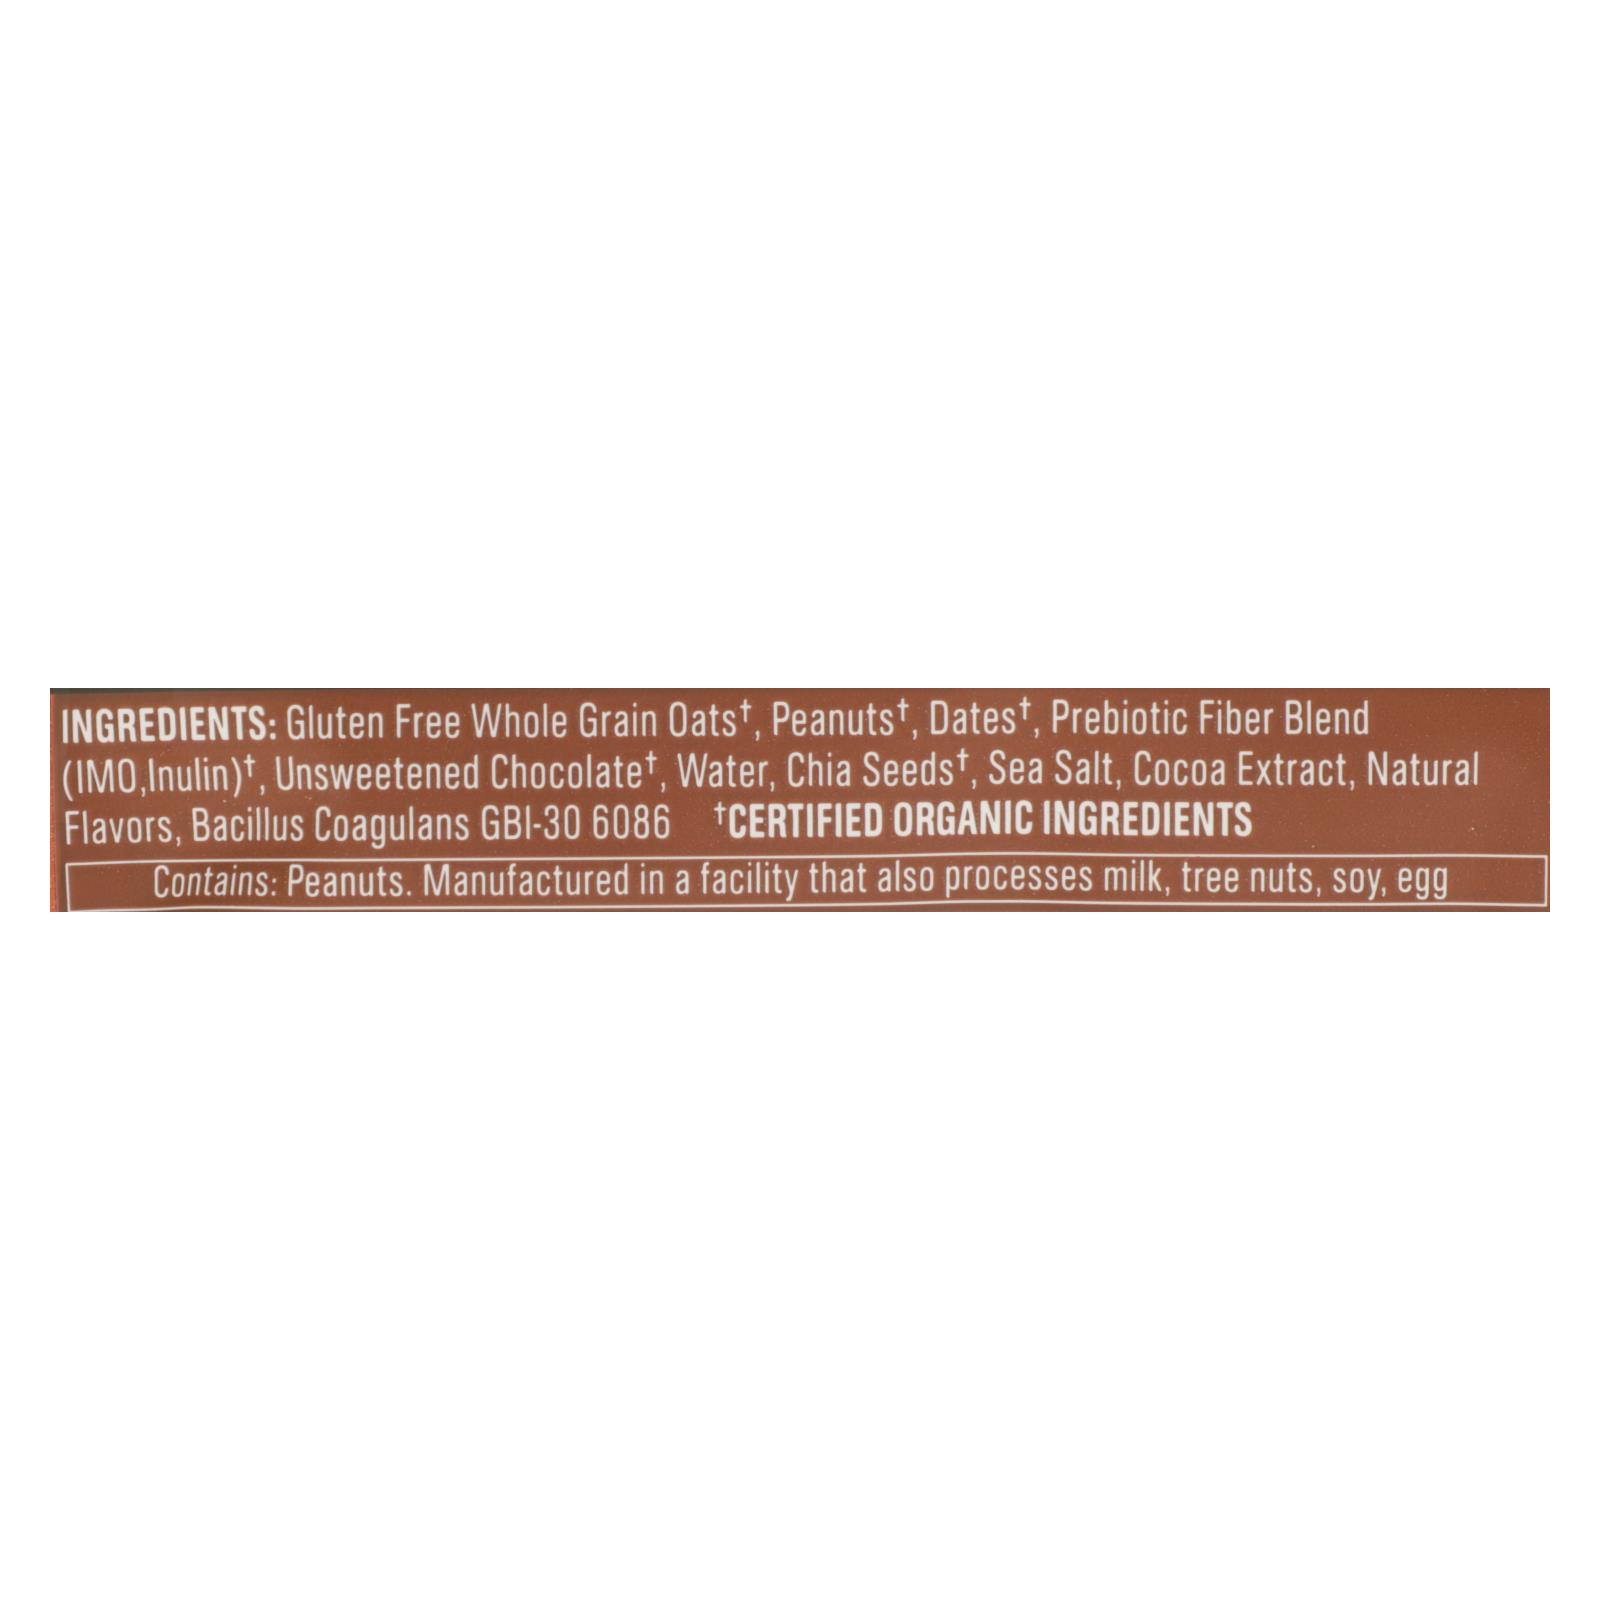 INGREDIENTS: Gluten Free Whole Grain Oats†, Peanuts†, Dates†, Prebiotic Fiber Blend
(IMO,Inulin)†, Unsweetened Chocolate†, Water, Chia Seeds†, Sea Salt, Cocoa Extract, Natural
Flavors, Bacillus Coagulans GBI-30 6086 †CERTIFIED ORGANIC INGREDIENTS
Contains: Peanuts. Manufactured in a facility that also processes milk, tree nuts, soy, egg